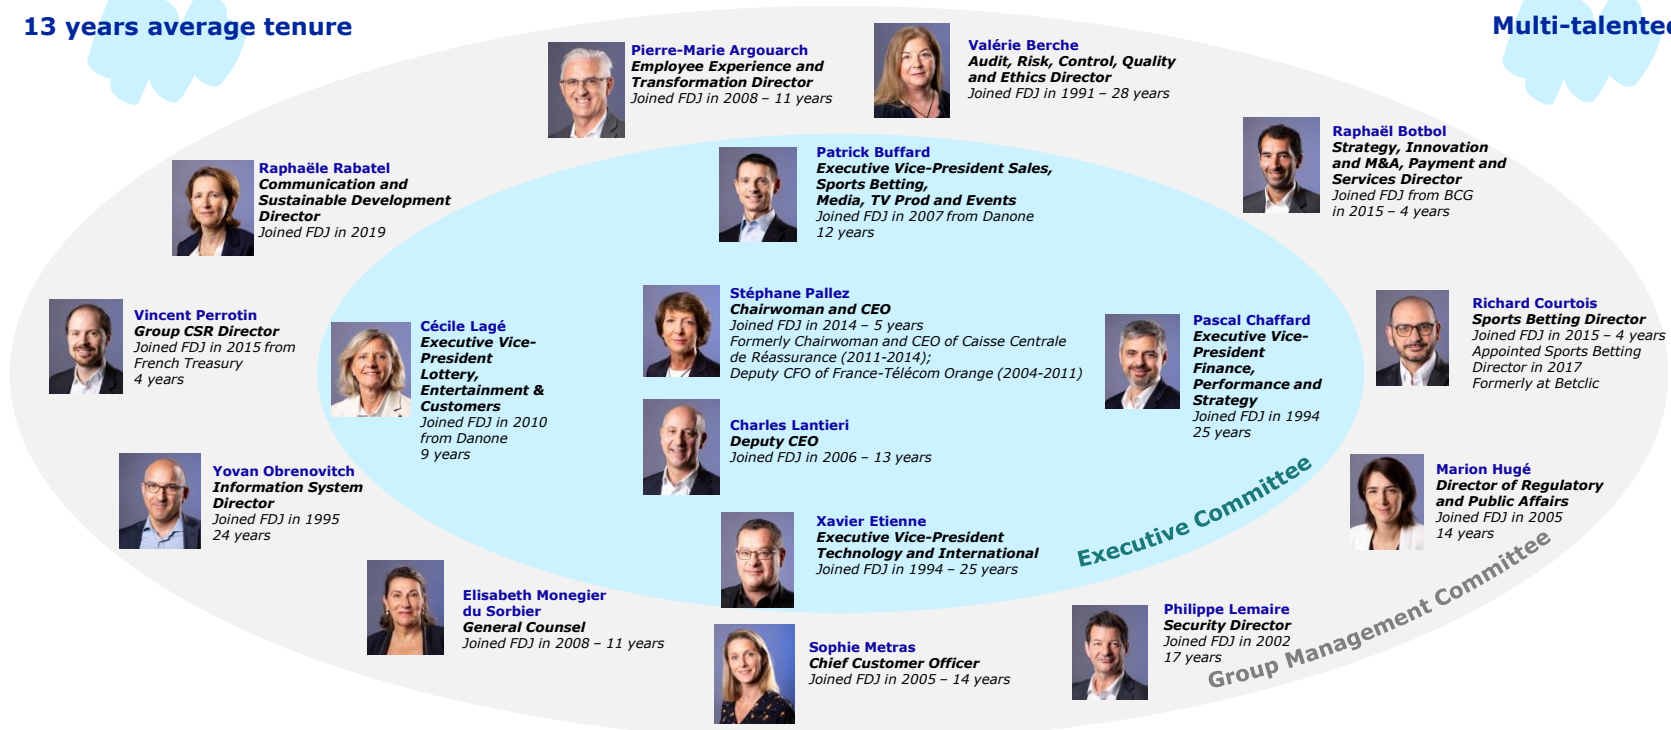 13 years average tenure
Multi-talented
Pierre-Marie Argouarch
Employee Experience and
Transformation Director
Joined FDJ in 2008 – 11 years
Valérie Berche
Audit, Risk, Control, Quality
and Ethics Director
Joined FDJ in 1991 – 28 years
Raphaël Botbol
Strategy, Innovation
and M&A, Payment and
Services Director
Joined FDJ from BCG
in 2015 – 4 years
Raphaële Rabatel
Communication and
Sustainable Development
Director
Joined FDJ in 2019
Patrick Buffard
Executive Vice-President Sales,
Sports Betting,
Media, TV Prod and Events
Joined FDJ in 2007 from Danone
12 years
Vincent Perrotin
Group CSR Director
Joined FDJ in 2015 from
French Treasury
4 years
Cécile Lagé
Executive Vice-
President
Lottery,
Entertainment &
Customers
Joined FDJ in 2010
from Danone
9 years
Stéphane Pallez
Chairwoman and CEO
Joined FDJ in 2014 – 5 years
Formerly Chairwoman and CEO of Caisse Centrale
de Réassurance (2011-2014);
Deputy CFO of France-Télécom Orange (2004-2011)
Pascal Chaffard
Executive Vice-
President
Finance,
Performance and
Strategy
Joined FDJ in 1994
25 years
Richard Courtois
Sports Betting Director
Joined FDJ in 2015 – 4 years
Appointed Sports Betting
Director in 2017
Formerly at Betclic
Charles Lantieri
Deputy CEO
Joined FDJ in 2006 – 13 years
Yovan Obrenovitch
Information System
Director
Joined FDJ in 1995
24 years
Marion Hugé
Director of Regulatory
and Public Affairs
Joined FDJ in 2005
14 years
Xavier Etienne
Executive Vice-President
Technology and International
Joined FDJ in 1994 – 25 years
Executive Committee
Elisabeth Monegier
du Sorbier
General Counsel
Joined FDJ in 2008 – 11 years
Sophie Metras
Chief Customer Officer
Joined FDJ in 2005 – 14 years
Philippe Lemaire
Security Director
Joined FDJ in 2002
17 years
Group Management Committee